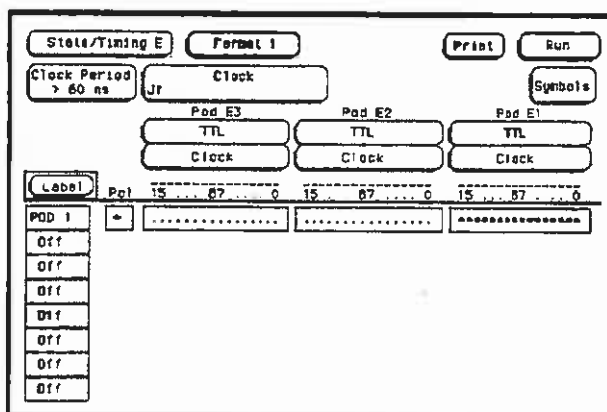 State/Timing E Format 1 Print Run
Clock Period > 60 ns Clock J↑ Symbols
Pod E3 Pod E2 Pod E1
TTL TTL TTL
Clock Clock Clock
Label Pol 15 ... 87 ... 0 15 ... 87 ... 0 15 ... 87 ... 0
POD 1 + ................ ................ ****************
Off
Off
Off
Off
Off
Off
Off